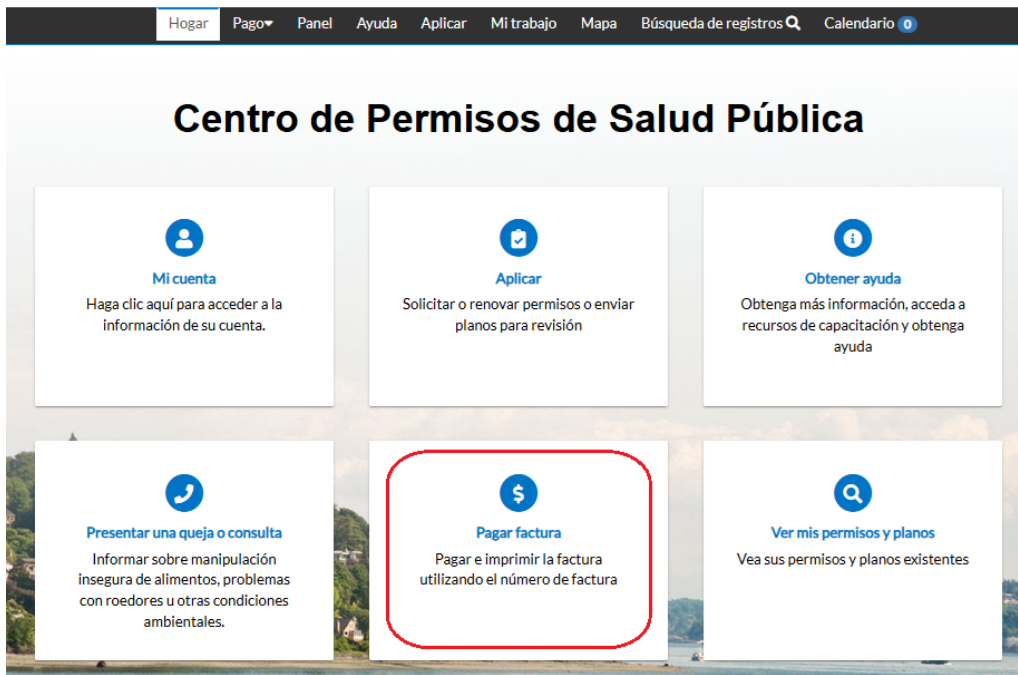 Hogar Pago Panel Ayuda Aplicar Mi trabajo Mapa Búsqueda de registros Calendario 0
Centro de Permisos de Salud Pública
Mi cuenta
Haga clic aquí para acceder a la
información de su cuenta.
Aplicar
Solicitar o renovar permisos o enviar
planos para revisión
Obtener ayuda
Obtenga más información, acceda a
recursos de capacitación y obtenga
ayuda
Presentar una queja o consulta
Informar sobre manipulación
insegura de alimentos, problemas
con roedores u otras condiciones
ambientales.
Pagar factura
Pagar e imprimir la factura
utilizando el número de factura
Ver mis permisos y planos
Vea sus permisos y planos existentes